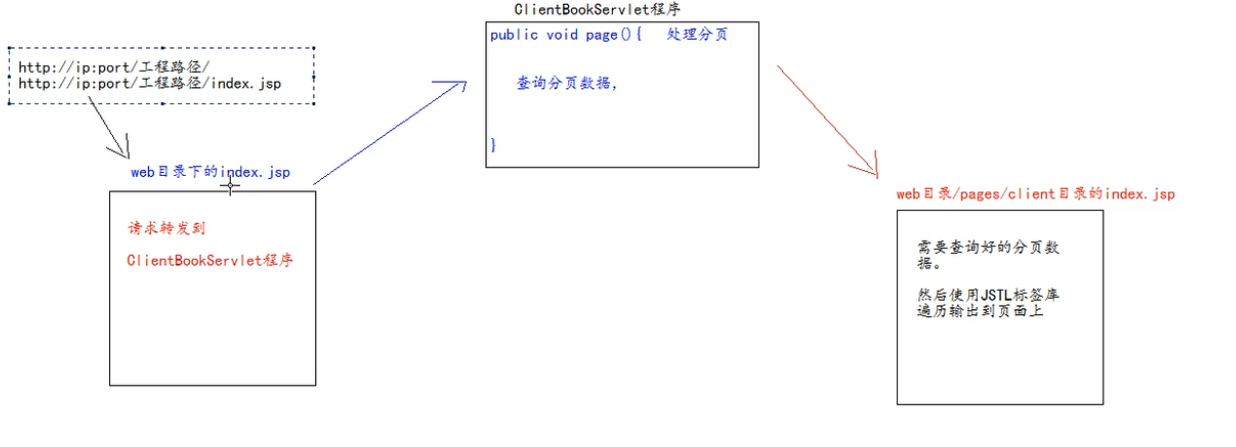 ClientBookServlet程序
public void page(){ 处理分页
查询分页数据,
}
http://ip:port/工程路径/
http://ip:port/工程路径/index.jsp
web目录下的index.jsp
请求转发到
ClientBookServlet程序
web目录/pages/client目录的index.jsp
需要查询好的分页数
据。
然后使用JSTL标签库
遍历输出到页面上